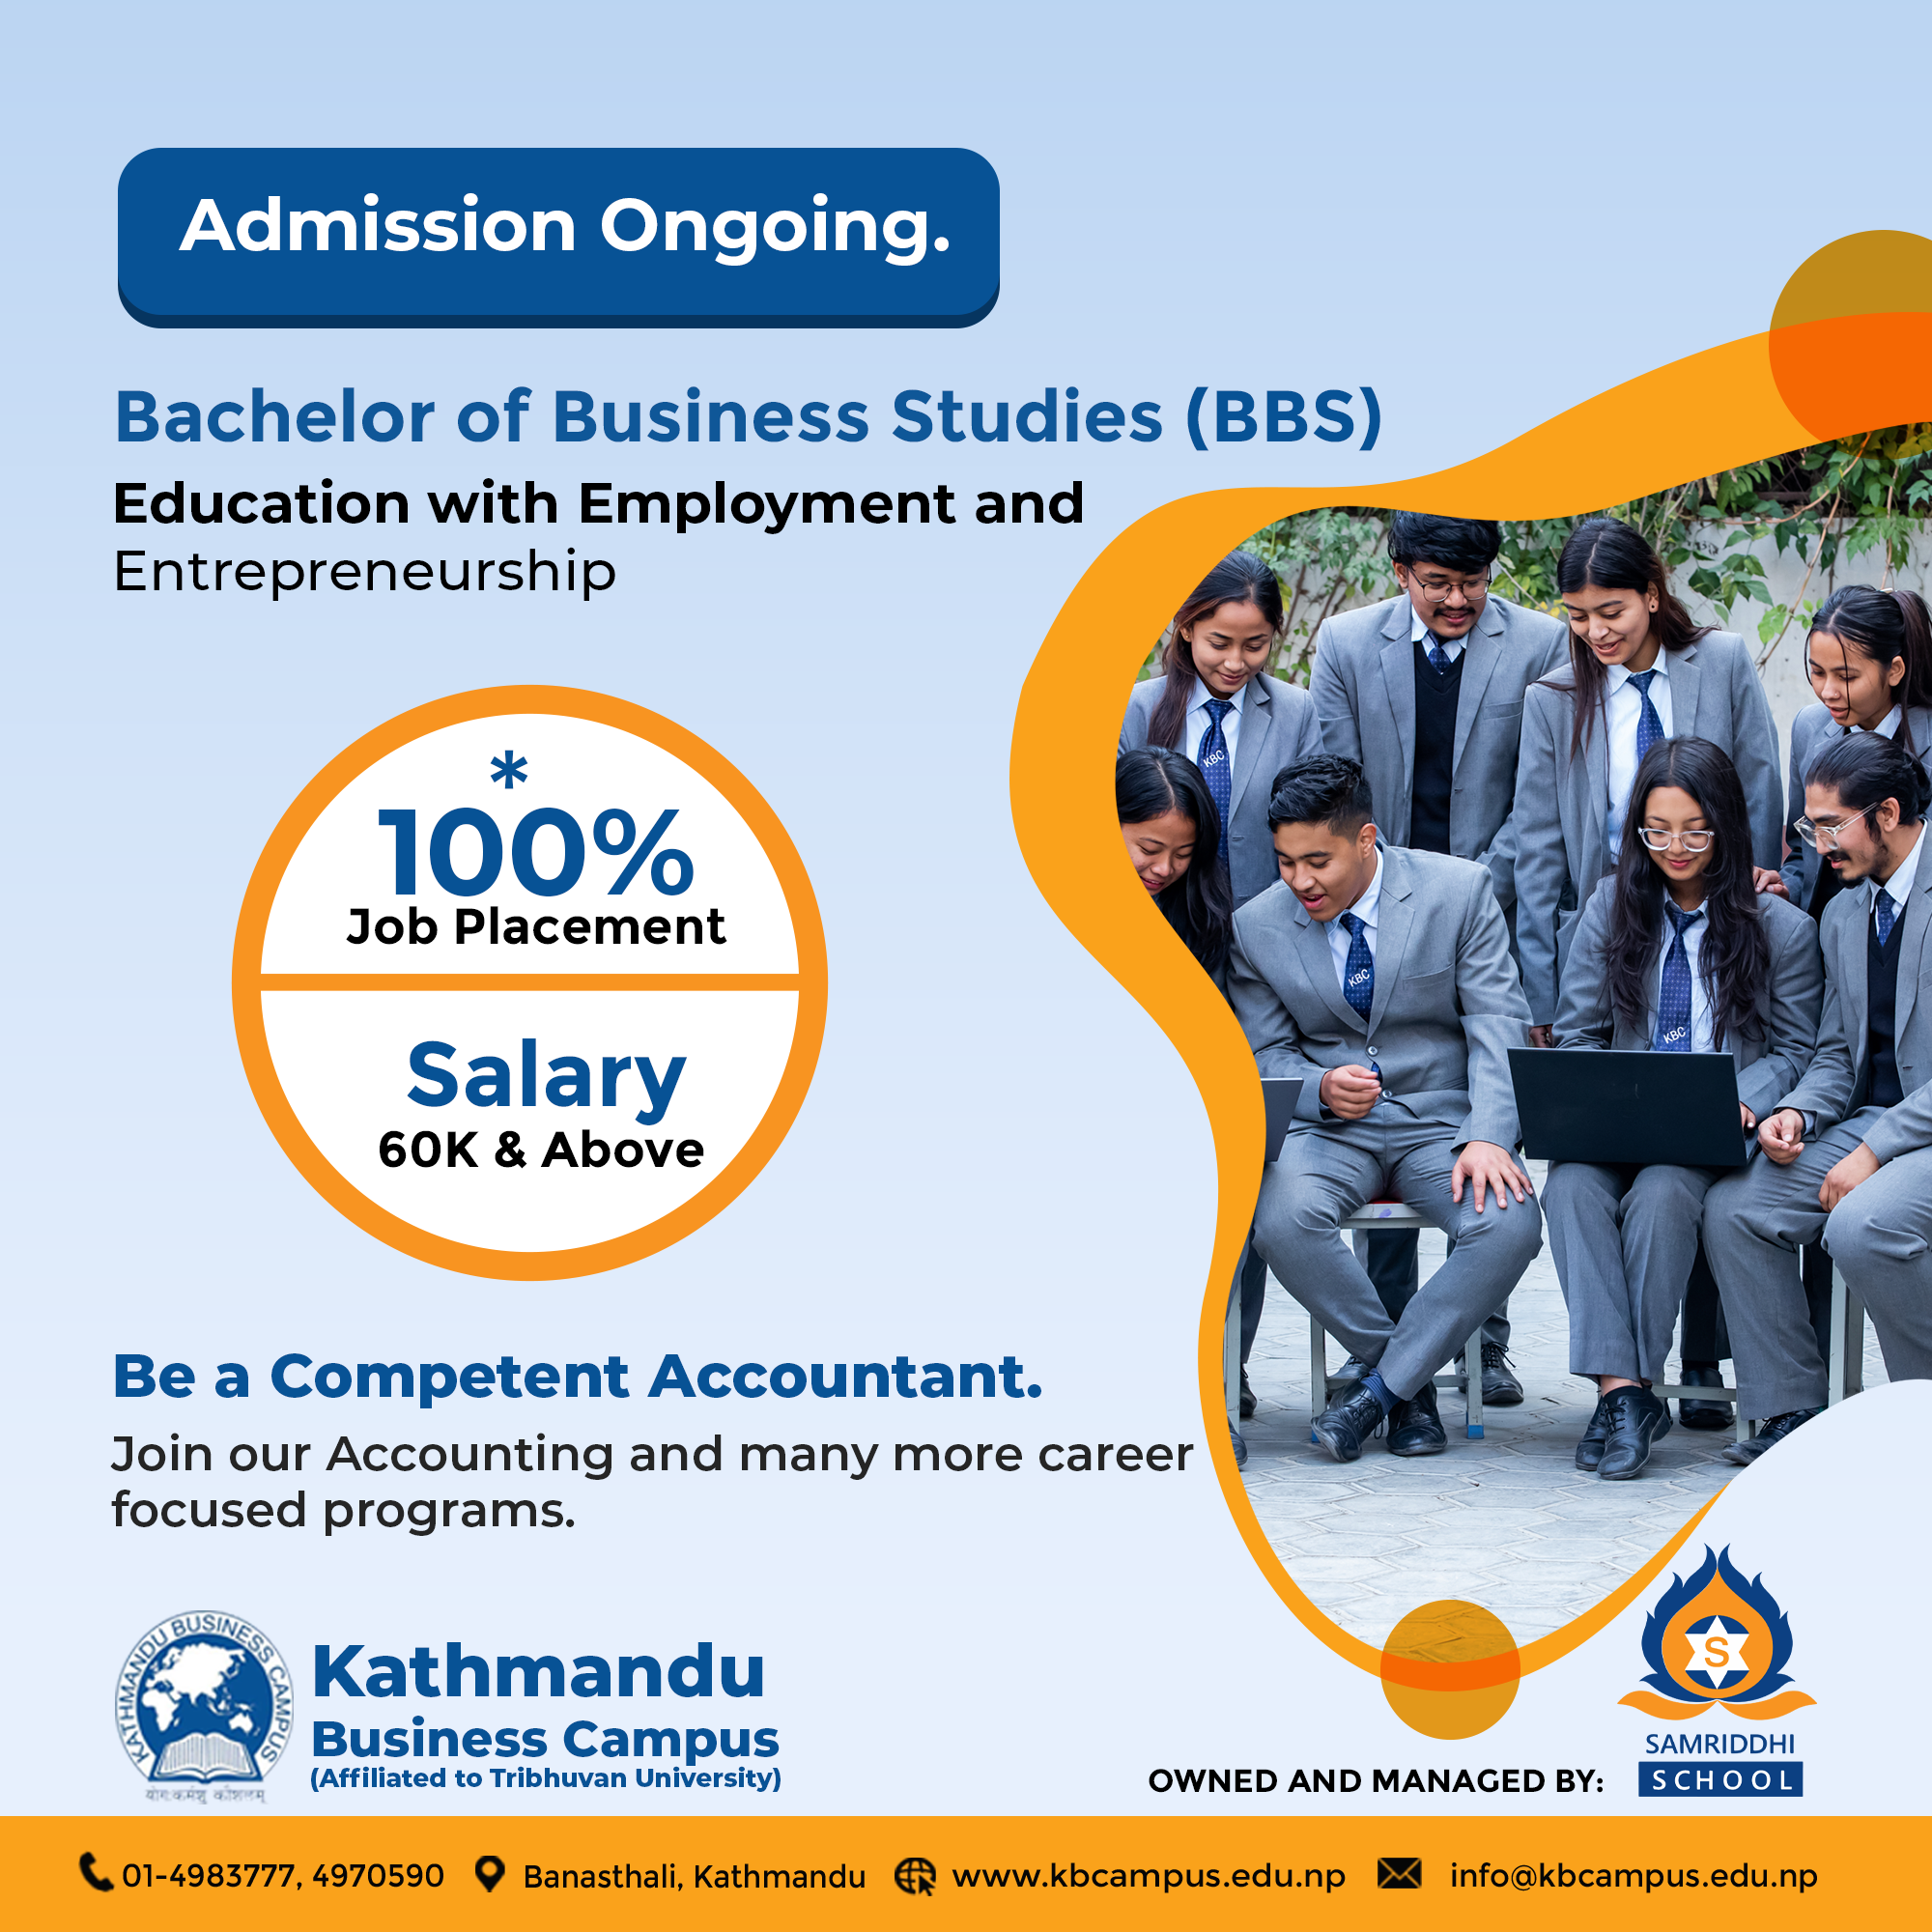 Admission Ongoing.
Bachelor of Business Studies (BBS)
Education with Employment and
Entrepreneurship
*
100%
Job Placement
Salary
60K & Above
KBC
KBC
KBC
Be a Competent Accountant.
Join our Accounting and many more career
focused programs.
KATHMANDU BUSINESS CAMPUS
Kathmandu
Business Campus
(Affiliated to Tribhuvan University)
OWNED AND MANAGED BY:
S
SAMRIDDHI
SCHOOL
01-4983777, 4970590
Banasthali, Kathmandu
www.kbcampus.edu.np
info@kbcampus.edu.np